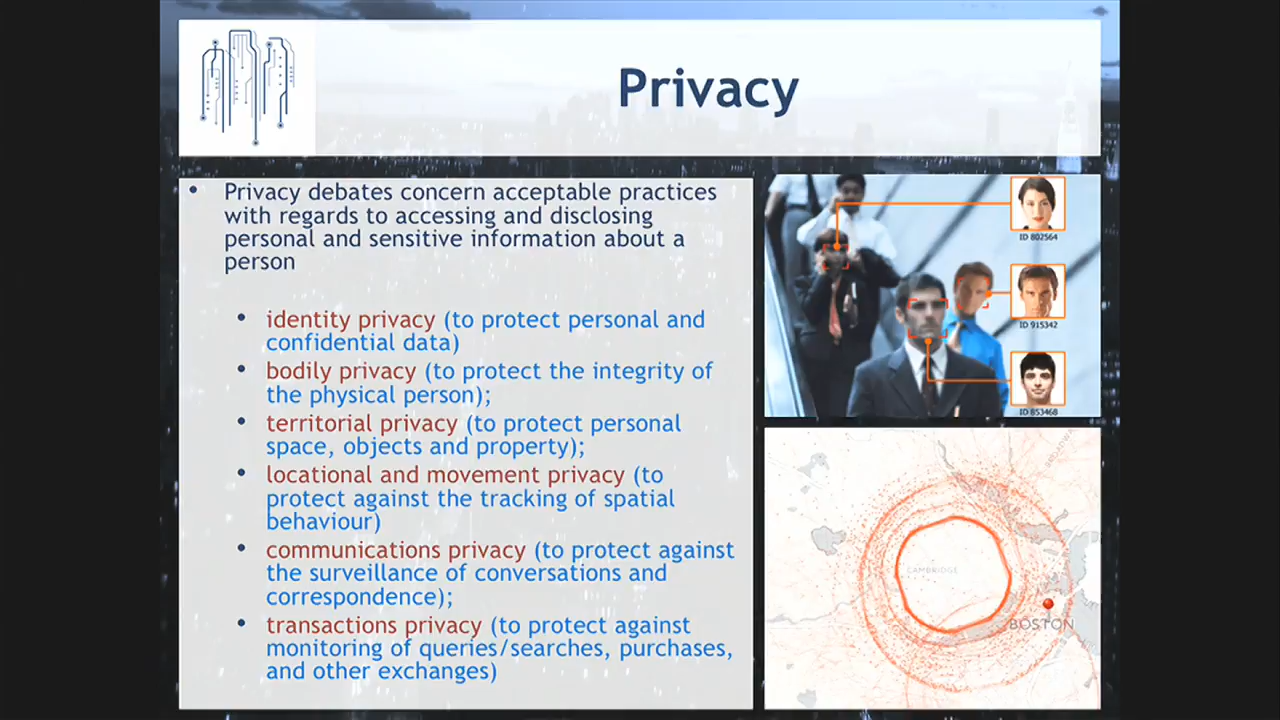 Privacy
• Privacy debates concern acceptable practices
with regards to accessing and disclosing
personal and sensitive information about a
person
• identity privacy (to protect personal and
confidential data)
• bodily privacy (to protect the integrity of
the physical person);
• territorial privacy (to protect personal
space, objects and property);
• locational and movement privacy (to
protect against the tracking of spatial
behaviour)
• communications privacy (to protect against
the surveillance of conversations and
correspondence);
• transactions privacy (to protect against
monitoring of queries/searches, purchases,
and other exchanges)
ID 802564
ID 915342
ID 853468
BROADWAY
CAMBRIDGE
BOSTON